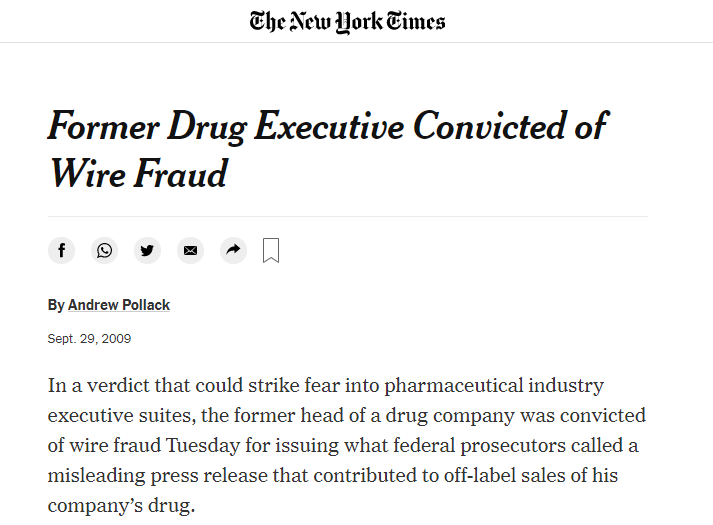 The New York Times
Former Drug Executive Convicted of
Wire Fraud
By Andrew Pollack
Sept. 29, 2009
In a verdict that could strike fear into pharmaceutical industry
executive suites, the former head of a drug company was convicted
of wire fraud Tuesday for issuing what federal prosecutors called a
misleading press release that contributed to off-label sales of his
company’s drug.